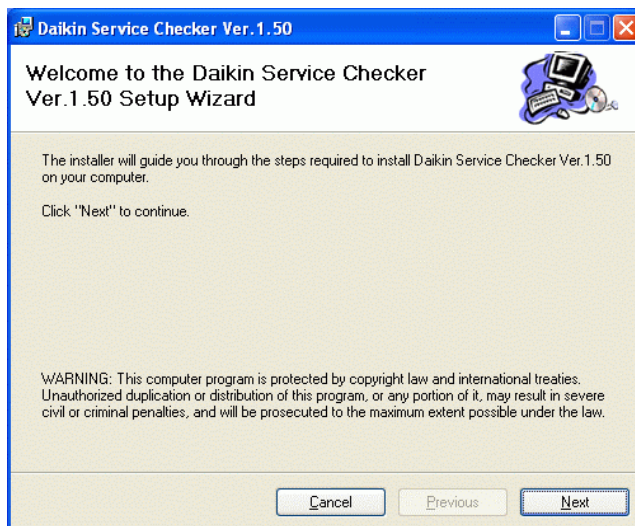 Daikin Service Checker Ver.1.50
Welcome to the Daikin Service Checker
Ver.1.50 Setup Wizard
The installer will guide you through the steps required to install Daikin Service Checker Ver.1.50
on your computer.
Click "Next" to continue.
WARNING: This computer program is protected by copyright law and international treaties.
Unauthorized duplication or distribution of this program, or any portion of it, may result in severe
civil or criminal penalties, and will be prosecuted to the maximum extent possible under the law.
Cancel Previous Next